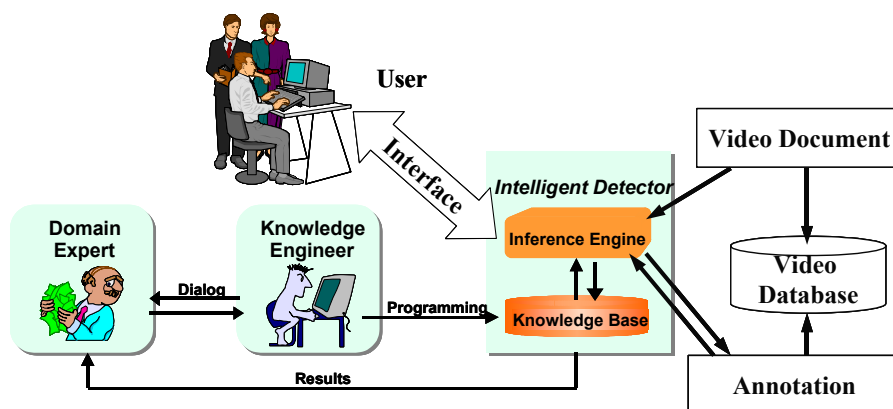 User
Interface
Video Document
Intelligent Detector
Inference Engine
Domain
Expert
Knowledge
Engineer
Video
Database
Dialog
Programming
Knowledge Base
Results
Annotation